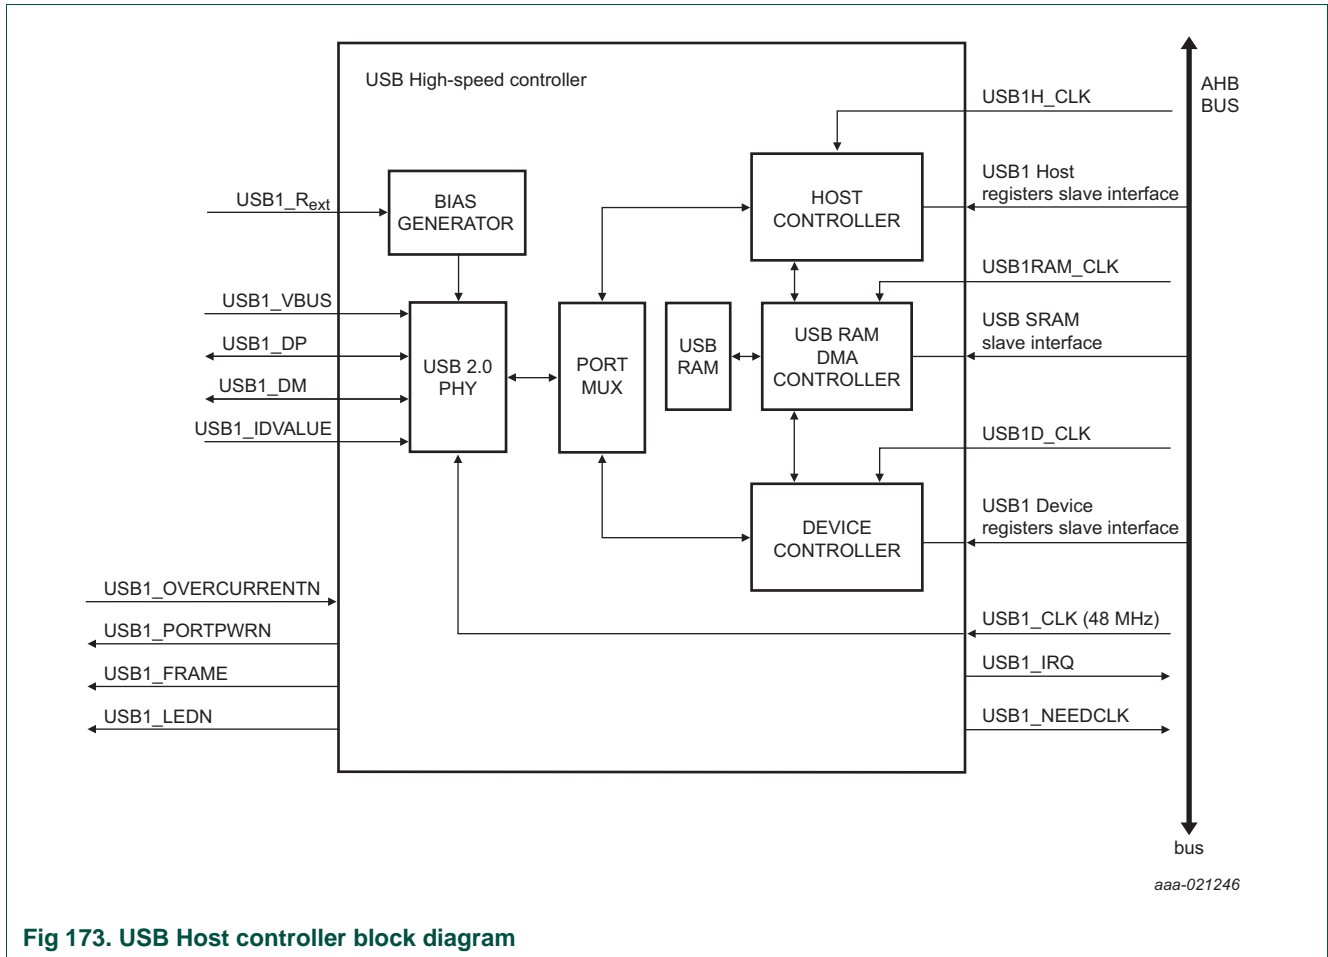 USB High-speed controller
AHB
BUS
USB1H_CLK
USB1 Host
registers slave interface
USB1_Rext
BIAS
GENERATOR
HOST
CONTROLLER
USB1RAM_CLK
USB1_VBUS
USB1_DP
USB1_DM
USB1_IDVALUE
USB 2.0
PHY
PORT
MUX
USB
RAM
USB RAM
DMA
CONTROLLER
USB SRAM
slave interface
USB1D_CLK
USB1 Device
registers slave interface
DEVICE
CONTROLLER
USB1_OVERCURRENTN
USB1_PORTPWRN
USB1_FRAME
USB1_LEDN
USB1_CLK (48 MHz)
USB1_IRQ
USB1_NEEDCLK
bus
aaa-021246
Fig 173. USB Host controller block diagram